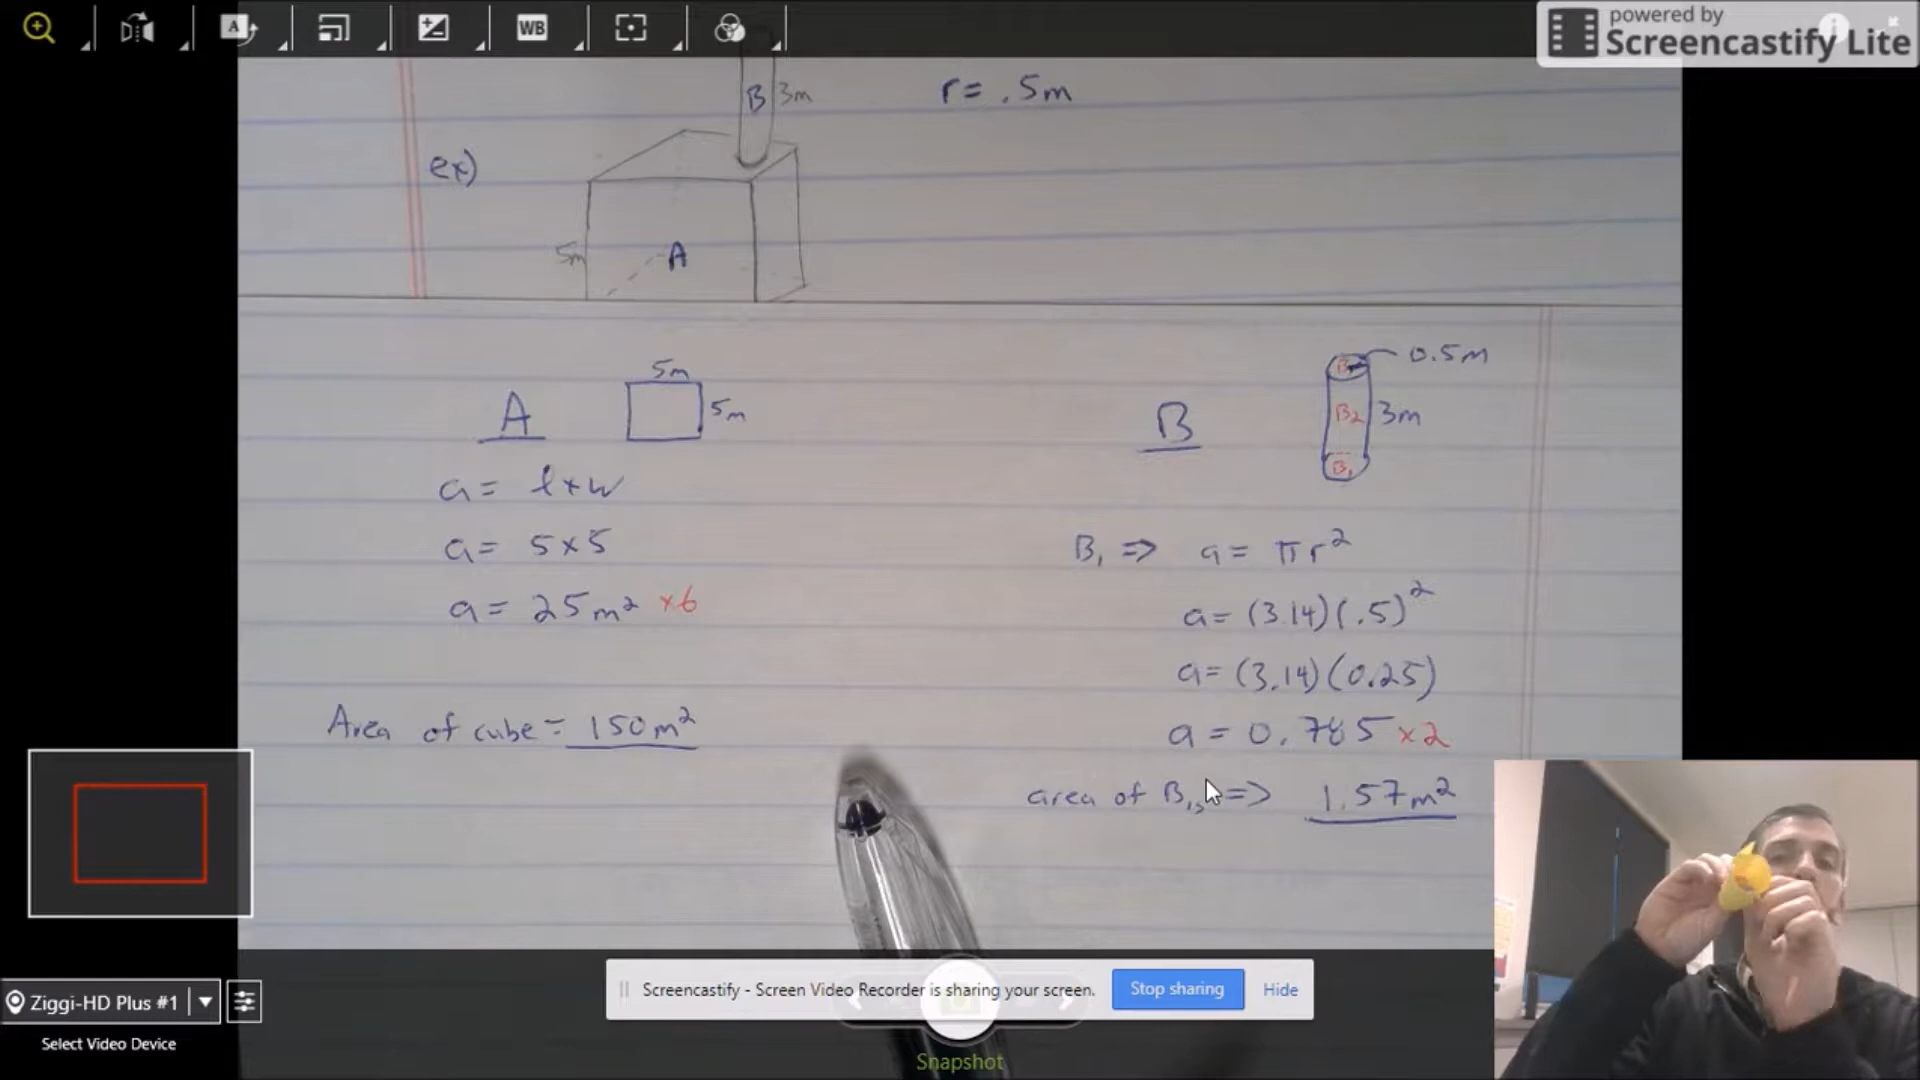 A
WB
powered by
Screencastify Lite
B 3m
r= .5m
ex)
5m
A
5m
0.5m
A
5m
B
B2
3m
B1
a= l×w
a= 5×5
B1 => a= πr²
a= 25m² ×6
a= (3.14)(.5)²
a= (3.14)(0.25)
Area of cube= 150m²
a = 0.785 ×2
area of B1,3 => 1.57m²
Screencastify - Screen Video Recorder is sharing your screen.
Stop sharing
Hide
Ziggi-HD Plus #1
Select Video Device
Snapshot